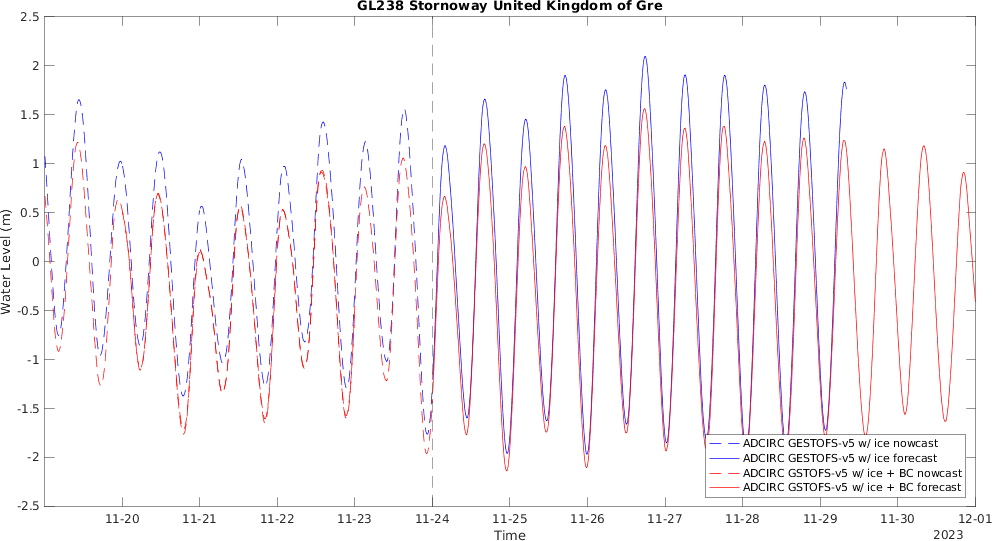 GL238 Stornoway United Kingdom of Gre
2.5
2
1.5
1
0.5
0
-0.5
-1
-1.5
-2
-2.5
Water Level (m)
ADCIRC GESTOFS-v5 w/ ice nowcast
ADCIRC GESTOFS-v5 w/ ice forecast
ADCIRC GSTOFS-v5 w/ ice + BC nowcast
ADCIRC GSTOFS-v5 w/ ice + BC forecast
11-20 11-21 11-22 11-23 11-24 11-25 11-26 11-27 11-28 11-29 11-30 12-01
Time
2023